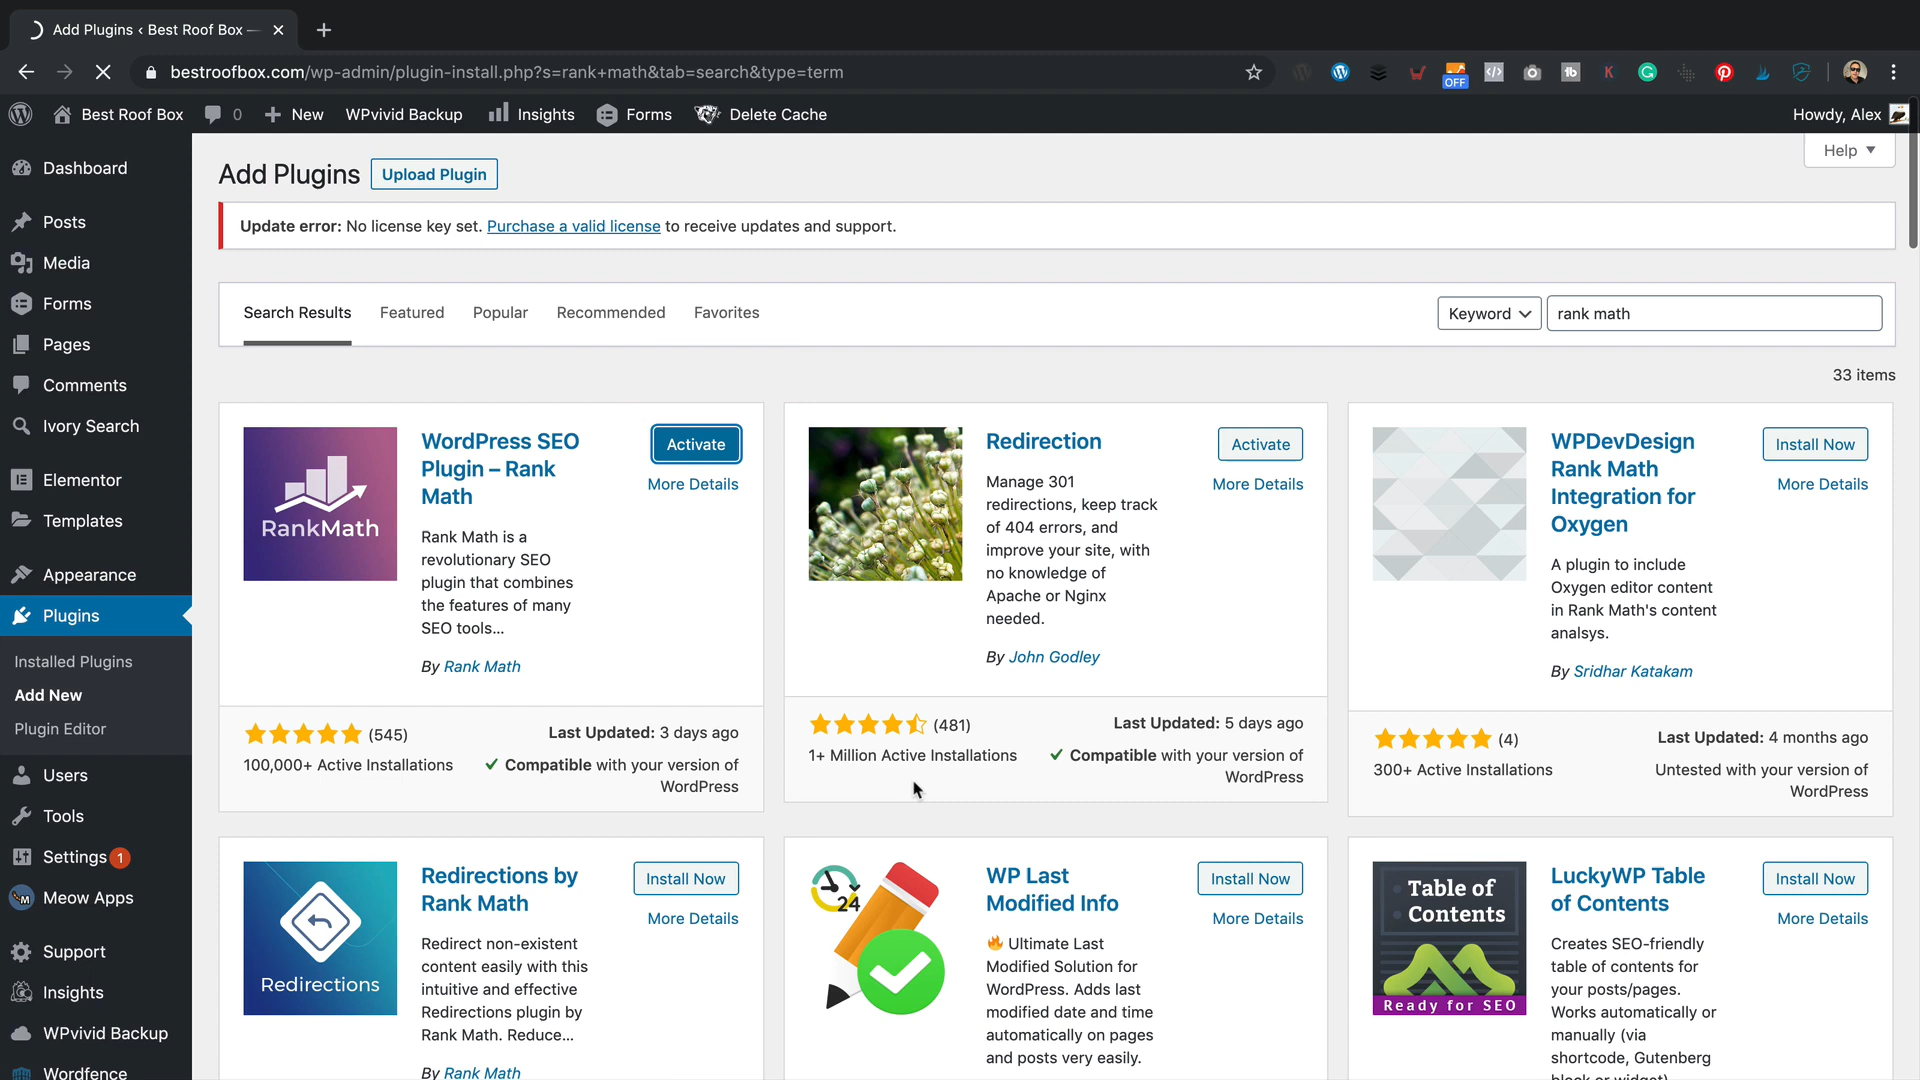 Add Plugins ‹ Best Roof Box —
bestroofbox.com/wp-admin/plugin-install.php?s=rank+math&tab=search&type=term
OFF
Best Roof Box
0
New
WPvivid Backup
Insights
Forms
Delete Cache
Howdy, Alex
Dashboard
Posts
Media
Forms
Pages
Comments
Ivory Search
Elementor
Templates
Appearance
Plugins
Installed Plugins
Add New
Plugin Editor
Users
Tools
Settings 1
Meow Apps
Support
Insights
WPvivid Backup
Wordfence
Help
Add Plugins
Upload Plugin
Update error: No license key set. Purchase a valid license to receive updates and support.
Search Results
Featured
Popular
Recommended
Favorites
Keyword
rank math
33 items
RankMath
WordPress SEO
Plugin – Rank
Math
Activate
More Details
Rank Math is a
revolutionary SEO
plugin that combines
the features of many
SEO tools...
By Rank Math
(545)
100,000+ Active Installations
Last Updated: 3 days ago
Compatible with your version of
WordPress
Redirection
Activate
More Details
Manage 301
redirections, keep track
of 404 errors, and
improve your site, with
no knowledge of
Apache or Nginx
needed.
By John Godley
(481)
1+ Million Active Installations
Last Updated: 5 days ago
Compatible with your version of
WordPress
WPDevDesign
Rank Math
Integration for
Oxygen
Install Now
More Details
A plugin to include
Oxygen editor content
in Rank Math's content
analsys.
By Sridhar Katakam
(4)
300+ Active Installations
Last Updated: 4 months ago
Untested with your version of
WordPress
Redirections
Redirections by
Rank Math
Install Now
More Details
Redirect non-existent
content easily with this
intuitive and effective
Redirections plugin by
Rank Math. Reduce...
By Rank Math
24
WP Last
Modified Info
Install Now
More Details
Ultimate Last
Modified Solution for
WordPress. Adds last
modified date and time
automatically on pages
and posts very easily.
Table of
Contents
Ready for SEO
LuckyWP Table
of Contents
Install Now
More Details
Creates SEO-friendly
table of contents for
your posts/pages.
Works automatically or
manually (via
shortcode, Gutenberg
block or widget).